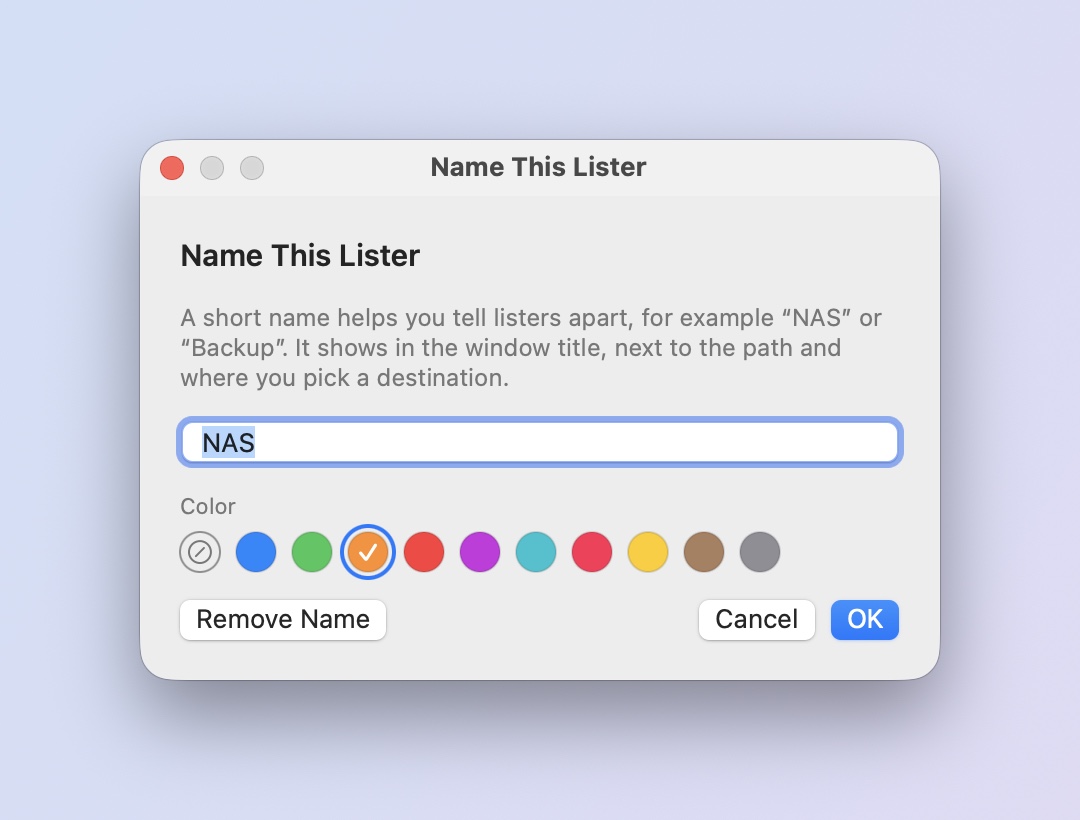 Name This Lister
Name This Lister
A short name helps you tell listers apart, for example “NAS” or
“Backup”. It shows in the window title, next to the path and
where you pick a destination.
NAS
Color
Remove Name
Cancel
OK